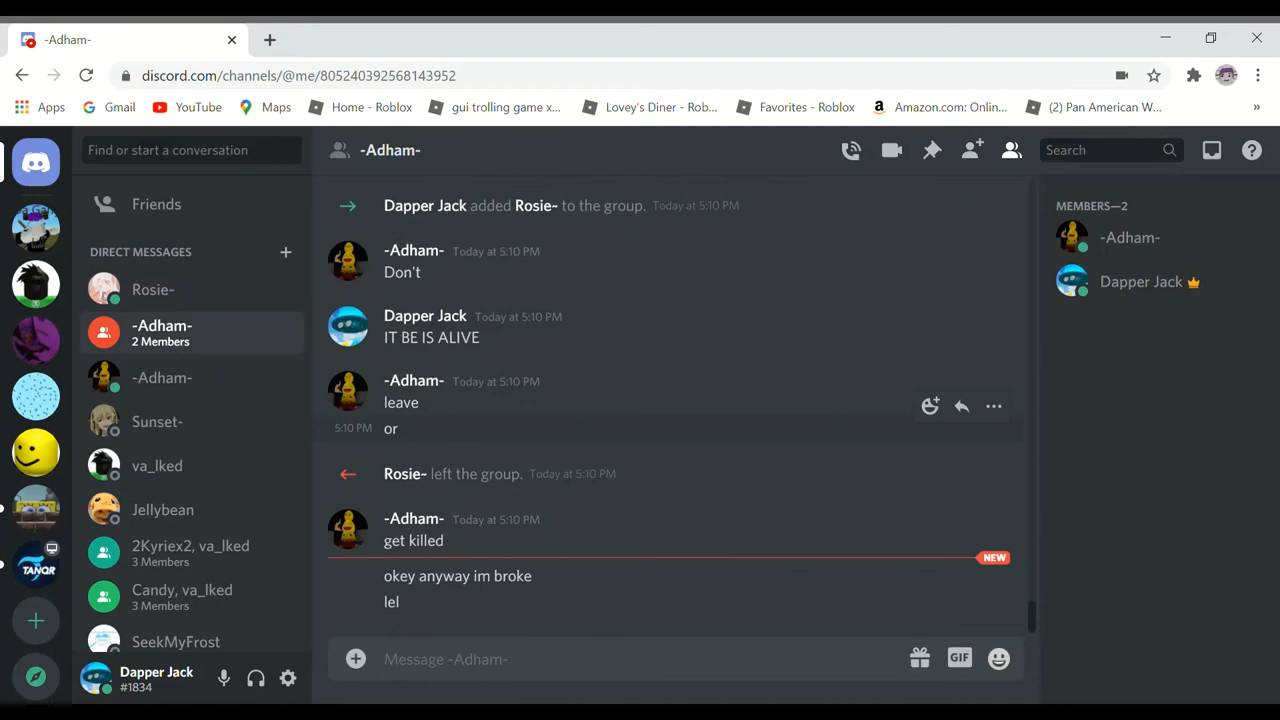 -Adham-
discord.com/channels/@me/805240392568143952
Apps
Gmail
YouTube
Maps
Home - Roblox
gui trolling game x...
Lovey's Diner - Rob...
Favorites - Roblox
Amazon.com: Onlin...
(2) Pan American W...
»
Find or start a conversation
-Adham-
Search
Friends
DIRECT MESSAGES
Rosie~
-Adham-
2 Members
-Adham-
Sunset-
va_lked
Jellybean
2Kyriex2, va_lked
3 Members
Candy, va_lked
3 Members
SeekMyFrost
TANQR
Dapper Jack
#1834
Dapper Jack added Rosie~ to the group. Today at 5:10 PM
-Adham- Today at 5:10 PM
Don't
Dapper Jack Today at 5:10 PM
IT BE IS ALIVE
-Adham- Today at 5:10 PM
leave
5:10 PM or
Rosie~ left the group. Today at 5:10 PM
-Adham- Today at 5:10 PM
get killed
NEW
okey anyway im broke
lel
Message -Adham-
GIF
MEMBERS—2
-Adham-
Dapper Jack